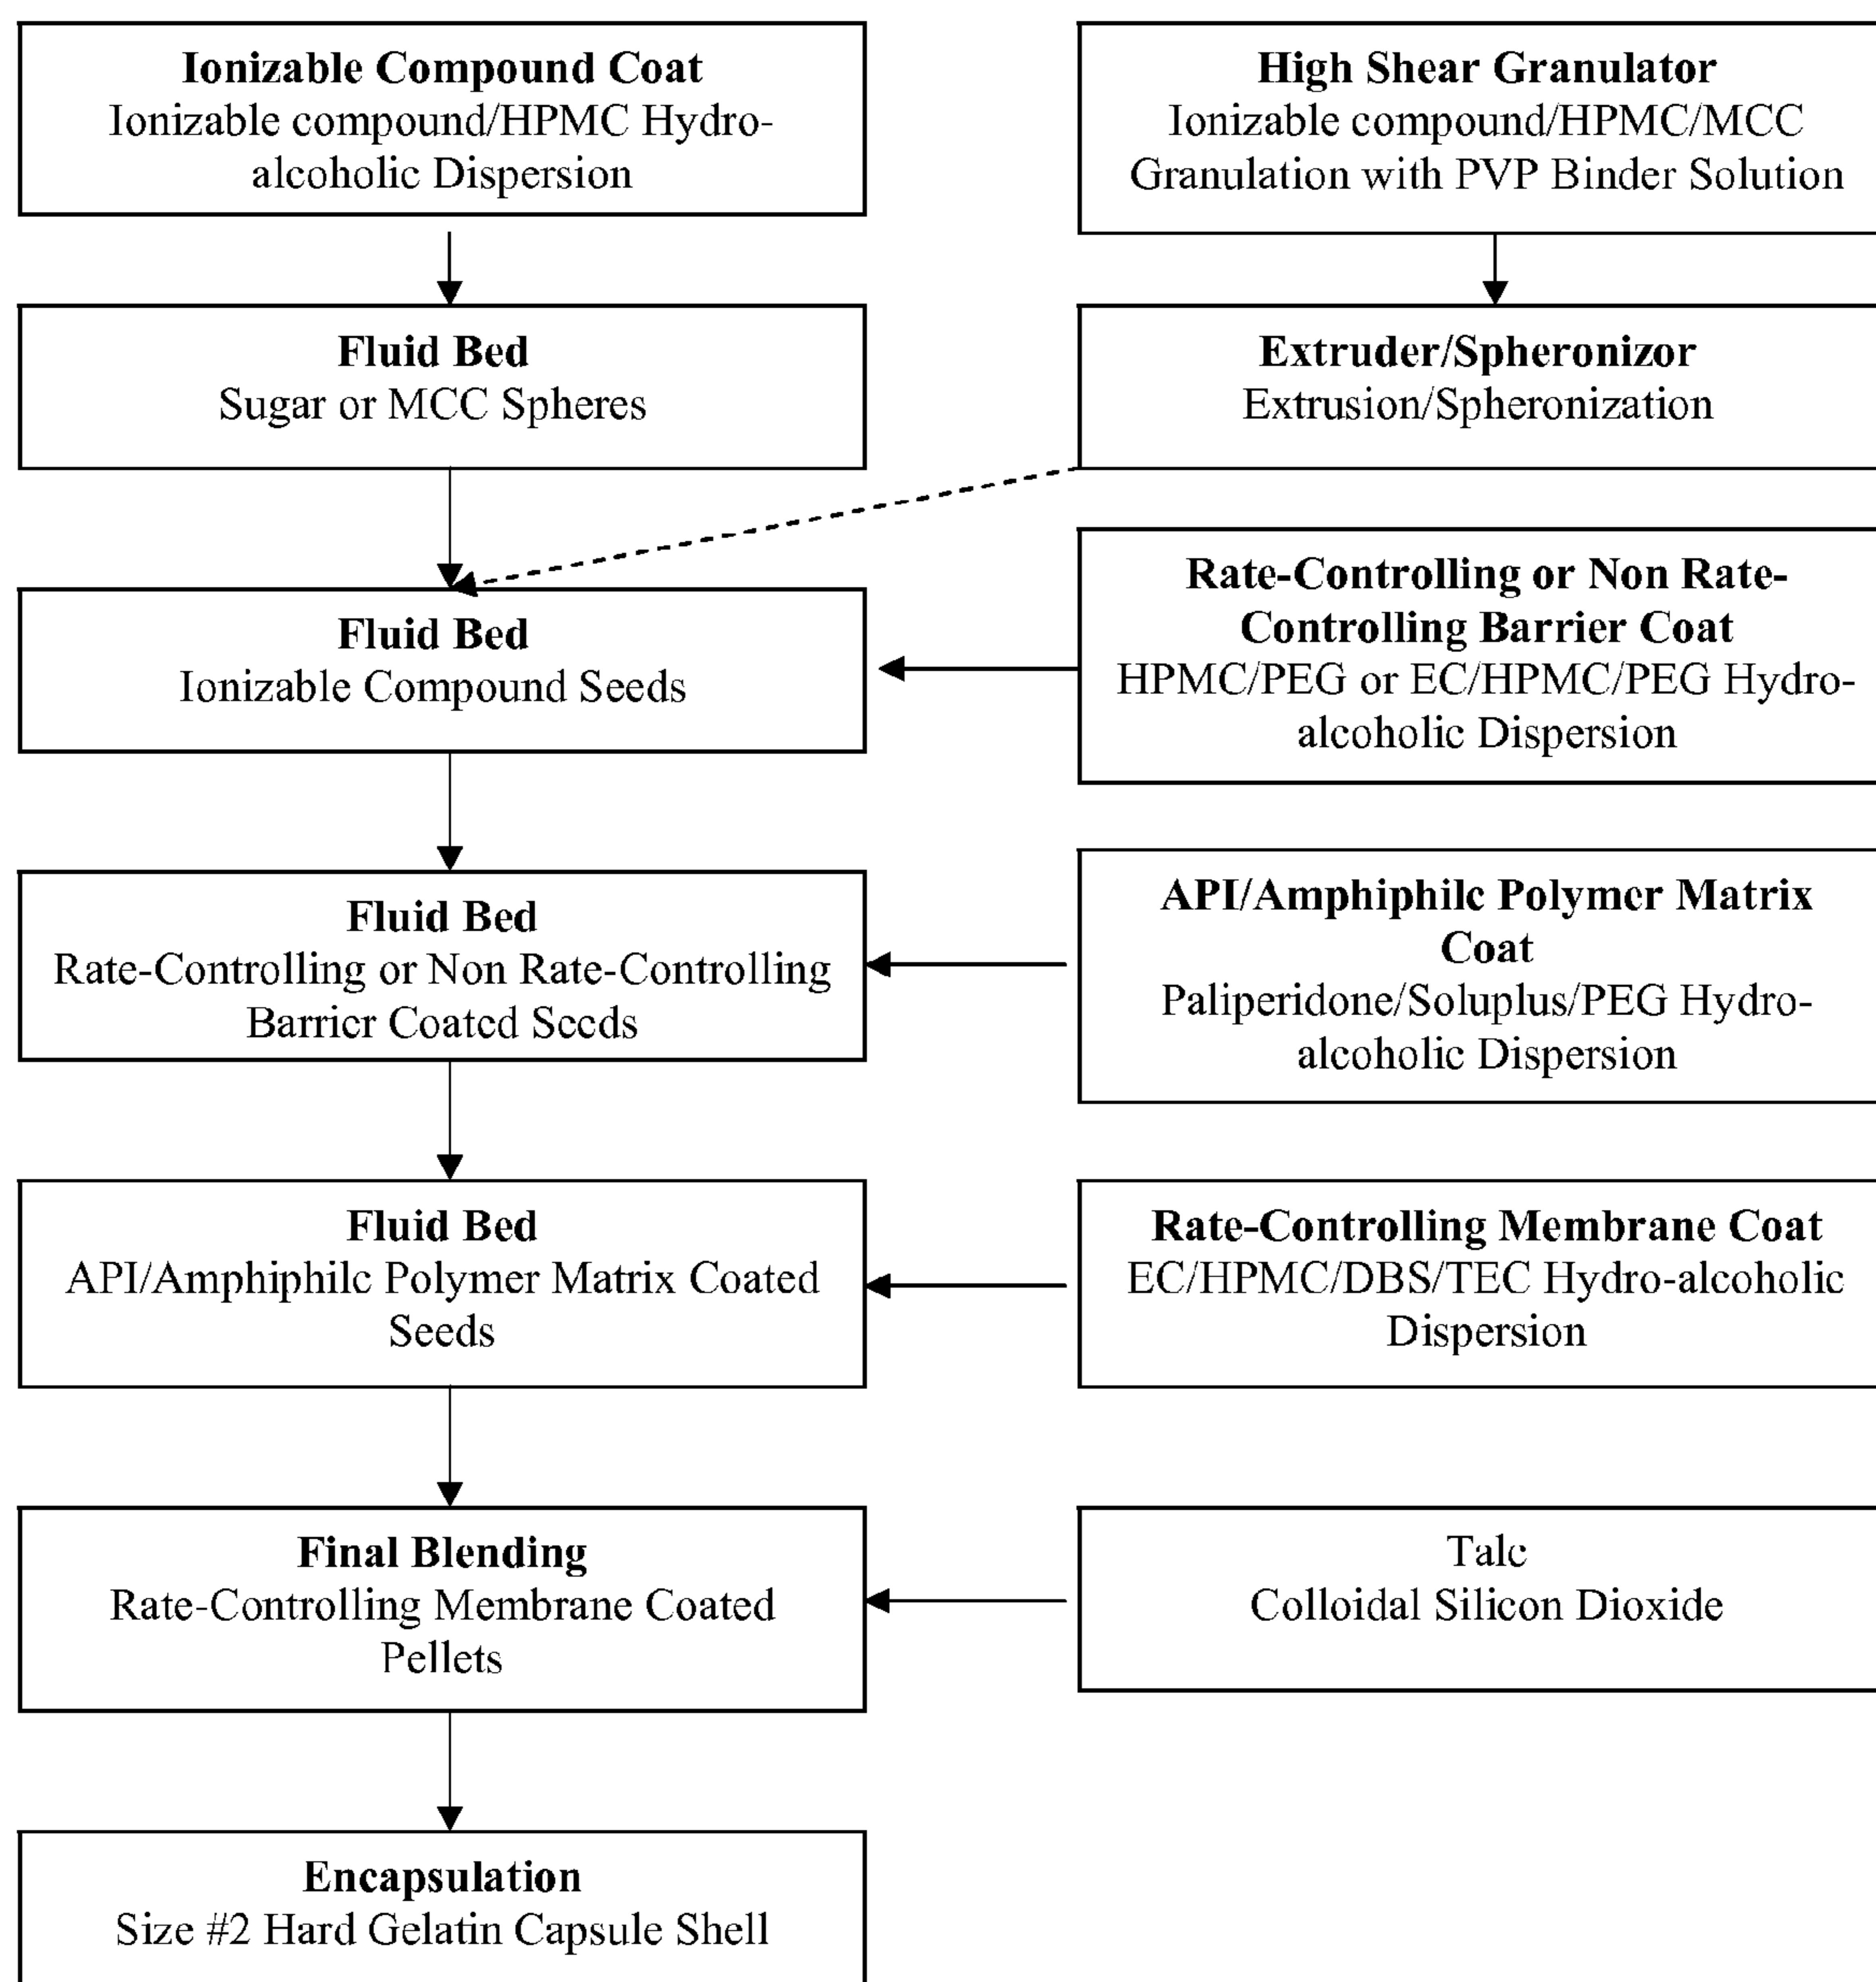 Ionizable Compound Coat
Ionizable compound/HPMC Hydro-
alcoholic Dispersion
High Shear Granulator
Ionizable compound/HPMC/MCC
Granulation with PVP Binder Solution
Fluid Bed
Sugar or MCC Spheres
Extruder/Spheronizor
Extrusion/Spheronization
Fluid Bed
Ionizable Compound Seeds
Rate-Controlling or Non Rate-
Controlling Barrier Coat
HPMC/PEG or EC/HPMC/PEG Hydro-
alcoholic Dispersion
Fluid Bed
Rate-Controlling or Non Rate-Controlling
Barrier Coated Seeds
API/Amphiphilc Polymer Matrix
Coat
Paliperidone/Soluplus/PEG Hydro-
alcoholic Dispersion
Fluid Bed
API/Amphiphilc Polymer Matrix Coated
Seeds
Rate-Controlling Membrane Coat
EC/HPMC/DBS/TEC Hydro-alcoholic
Dispersion
Final Blending
Rate-Controlling Membrane Coated
Pellets
Talc
Colloidal Silicon Dioxide
Encapsulation
Size #2 Hard Gelatin Capsule Shell